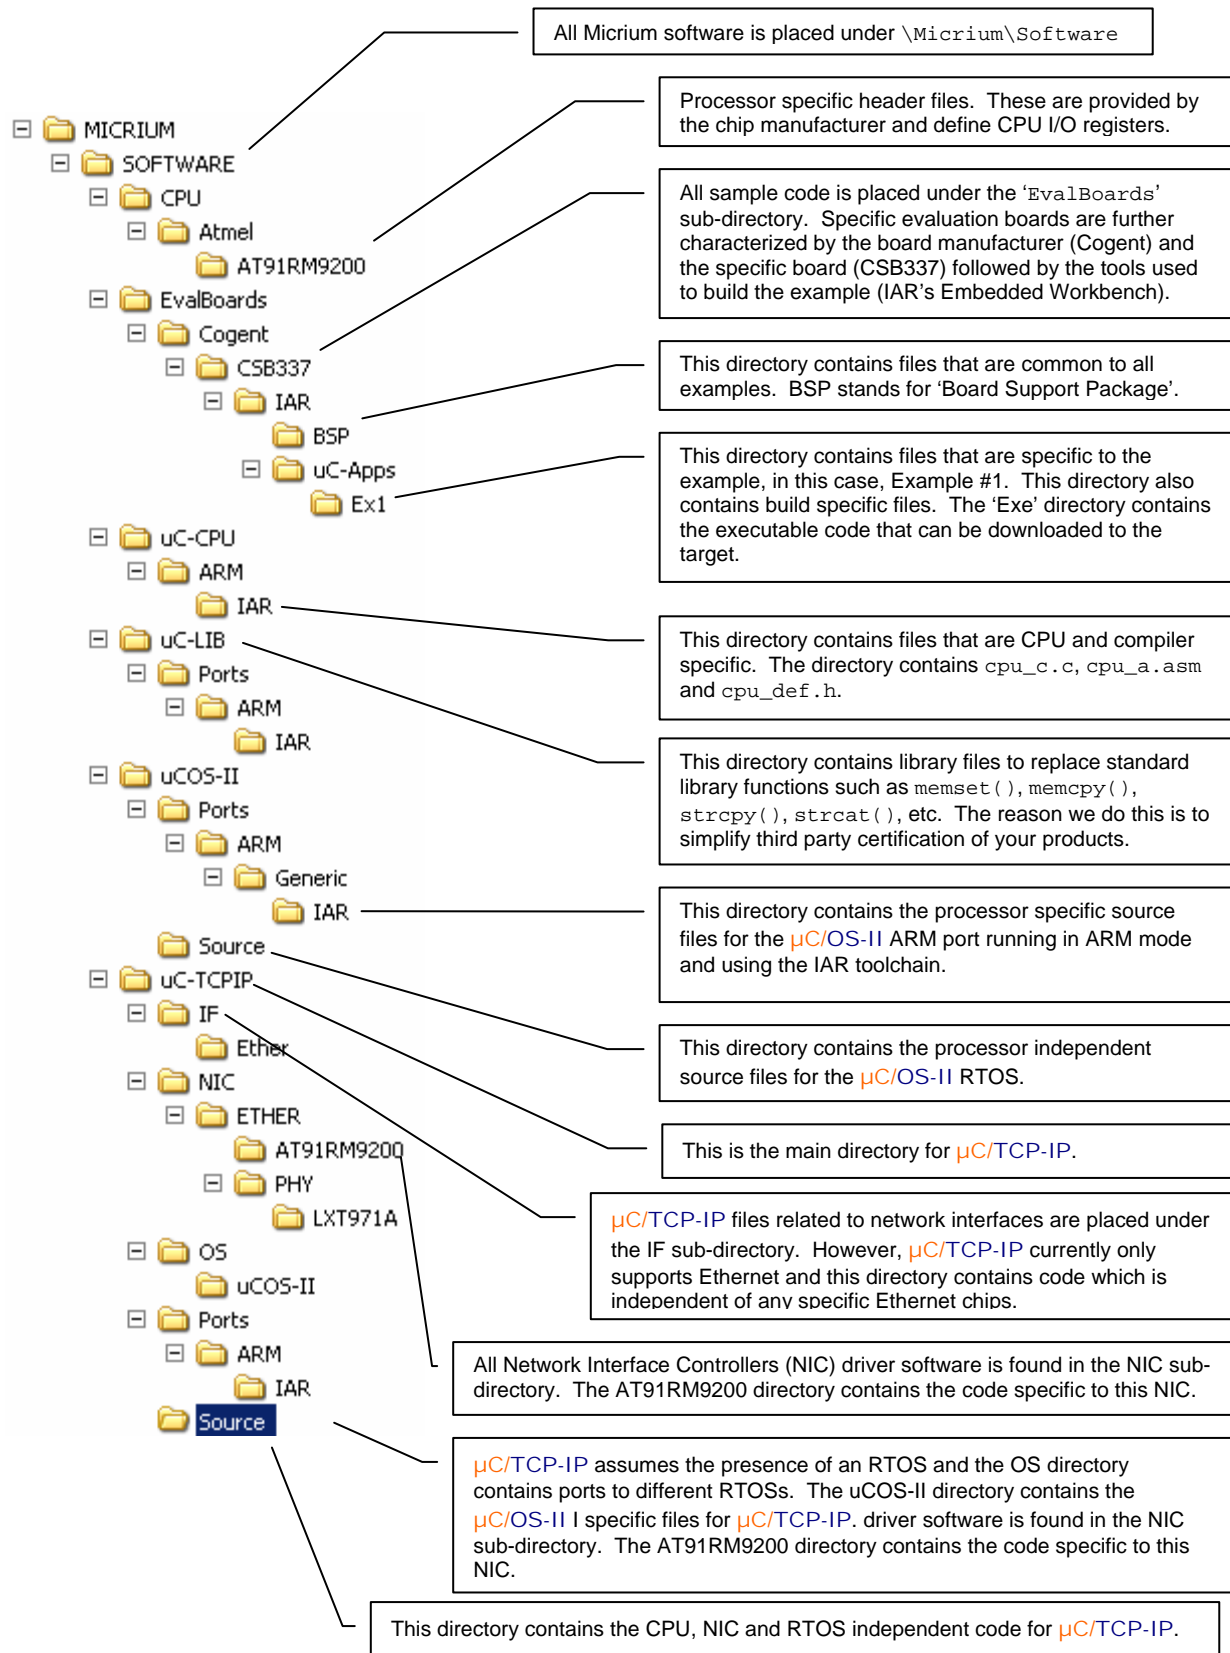 All Micrium software is placed under \Micrium\Software
Processor specific header files. These are provided by
the chip manufacturer and define CPU I/O registers.
All sample code is placed under the ‘EvalBoards’
sub-directory. Specific evaluation boards are further
characterized by the board manufacturer (Cogent) and
the specific board (CSB337) followed by the tools used
to build the example (IAR’s Embedded Workbench).
This directory contains files that are common to all
examples. BSP stands for ‘Board Support Package’.
This directory contains files that are specific to the
example, in this case, Example #1. This directory also
contains build specific files. The ‘Exe’ directory contains
the executable code that can be downloaded to the
target.
This directory contains files that are CPU and compiler
specific. The directory contains cpu_c.c, cpu_a.asm
and cpu_def.h.
This directory contains library files to replace standard
library functions such as memset(), memcpy(),
strcpy(), strcat(), etc. The reason we do this is to
simplify third party certification of your products.
This directory contains the processor specific source
files for the µC/OS-II ARM port running in ARM mode
and using the IAR toolchain.
This directory contains the processor independent
source files for the µC/OS-II RTOS.
This is the main directory for µC/TCP-IP.
µC/TCP-IP files related to network interfaces are placed under
the IF sub-directory. However, µC/TCP-IP currently only
supports Ethernet and this directory contains code which is
independent of any specific Ethernet chips.
All Network Interface Controllers (NIC) driver software is found in the NIC sub-
directory. The AT91RM9200 directory contains the code specific to this NIC.
µC/TCP-IP assumes the presence of an RTOS and the OS directory
contains ports to different RTOSs. The uCOS-II directory contains the
µC/OS-II I specific files for µC/TCP-IP. driver software is found in the NIC
sub-directory. The AT91RM9200 directory contains the code specific to this
NIC.
This directory contains the CPU, NIC and RTOS independent code for µC/TCP-IP.
MICRIUM
SOFTWARE
CPU
Atmel
AT91RM9200
EvalBoards
Cogent
CSB337
IAR
BSP
uC-Apps
Ex1
uC-CPU
ARM
IAR
uC-LIB
Ports
ARM
IAR
uCOS-II
Ports
ARM
Generic
IAR
Source
uC-TCPIP
IF
Ether
NIC
ETHER
AT91RM9200
PHY
LXT971A
OS
uCOS-II
Ports
ARM
IAR
Source